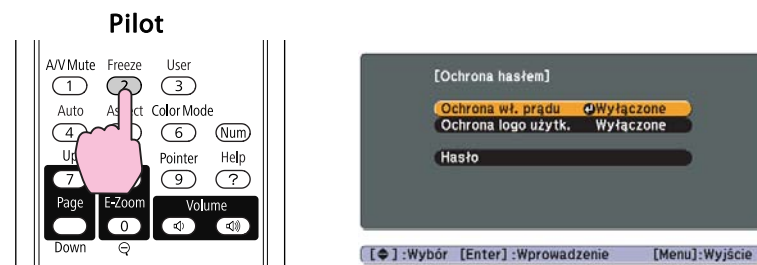 Pilot
A/V Mute Freeze User
1 2 3
Auto Color Mode
4 6 Num
Pointer Help
7 9 ?
Page E-Zoom Volume
0
Down
[Ochrona hasłem]
Ochrona wł. prądu Wyłączone
Ochrona logo użytk. Wyłączone
Hasło
[ ] :Wybór [Enter] :Wprowadzenie [Menu] :Wyjście